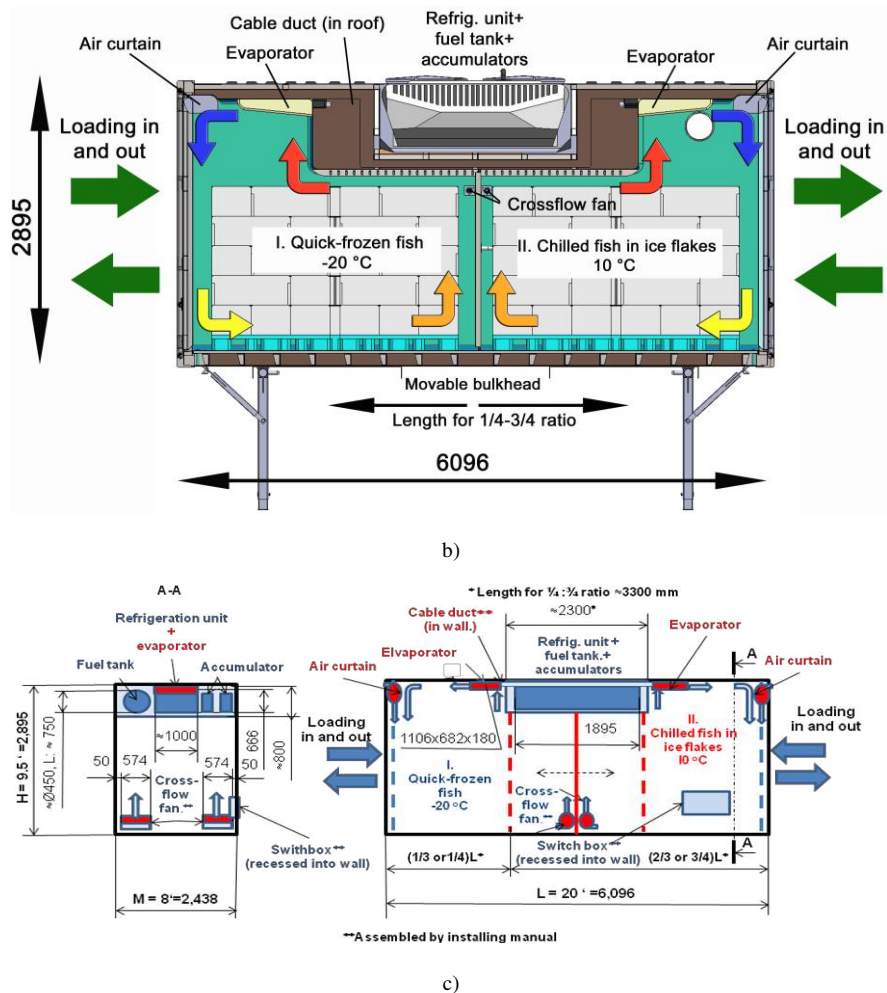 Cable duct (in roof)
Refrig. unit+
fuel tank+
accumulators
Air curtain
Evaporator
Evaporator
Air curtain
Loading in
and out
Loading in
and out
2895
Crossflow fan
I. Quick-frozen fish
-20 °C
II. Chilled fish in ice flakes
10 °C
Movable bulkhead
Length for 1/4-3/4 ratio
6096
b)
A-A
Refrigeration unit
+
evaporator
Fuel tank
Accumulator
H = 9.5 ' =2,895
≈Ø450, L: ≈ 750
≈1000
666
≈800
50
574
574
50
Cross-
flow
fan.**
Swithbox **
(recessed into wall)
M = 8'=2,438
*Length for ¼ :¾ ratio ≈3300 mm
Cable duct**
(in wall.)
≈2300*
Refrig. unit+
fuel tank.+
accumulators
Elvaporator
Evaporator
Air curtain
Air curtain
A
Loading
in and out
Loading
in and out
1106x682x180
1895
I.
Quick-frozen
fish
-20 °C
II.
Chilled fish in
ice flakes
10 °C
Cross-
flow
fan.**
Switch box **
(recessed into wall)
A
(1/3 or1/4)L*
(2/3 or 3/4)L*
L = 20 ' =6,096
**Assembled by installing manual
c)